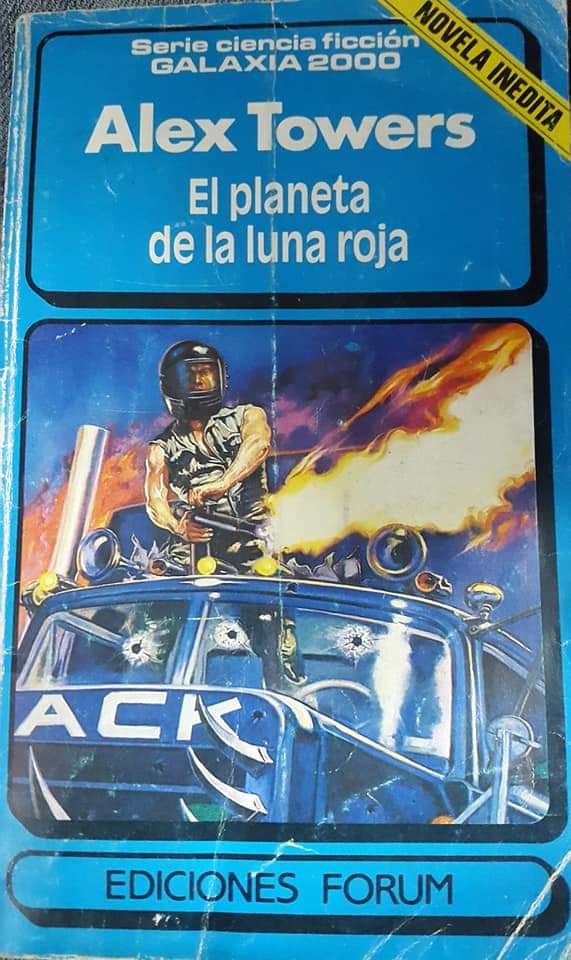 Serie ciencia ficción
GALAXIA 2000
NOVELA INEDITA
Alex Towers
El planeta
de la luna roja
ACK
EDICIONES FORUM